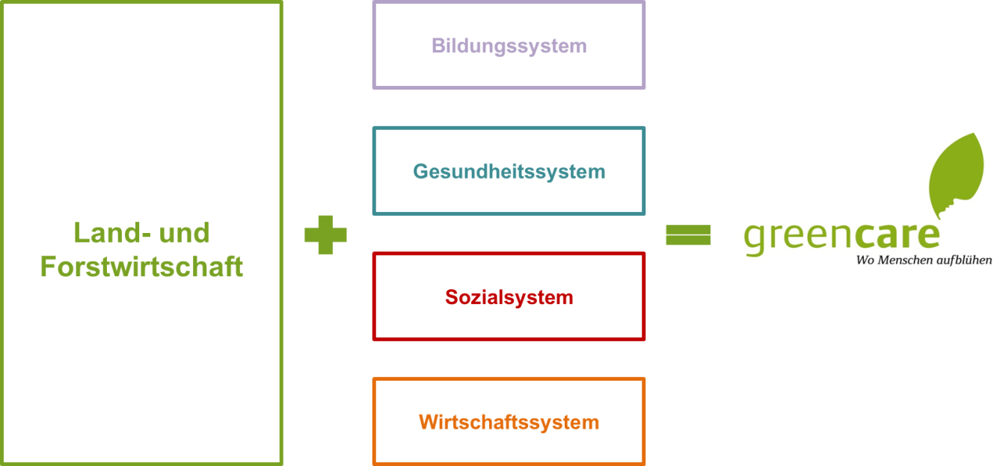 Land- und
Forstwirtschaft
Bildungssystem
Gesundheitssystem
Sozialsystem
Wirtschaftssystem
greencare
Wo Menschen aufblühen